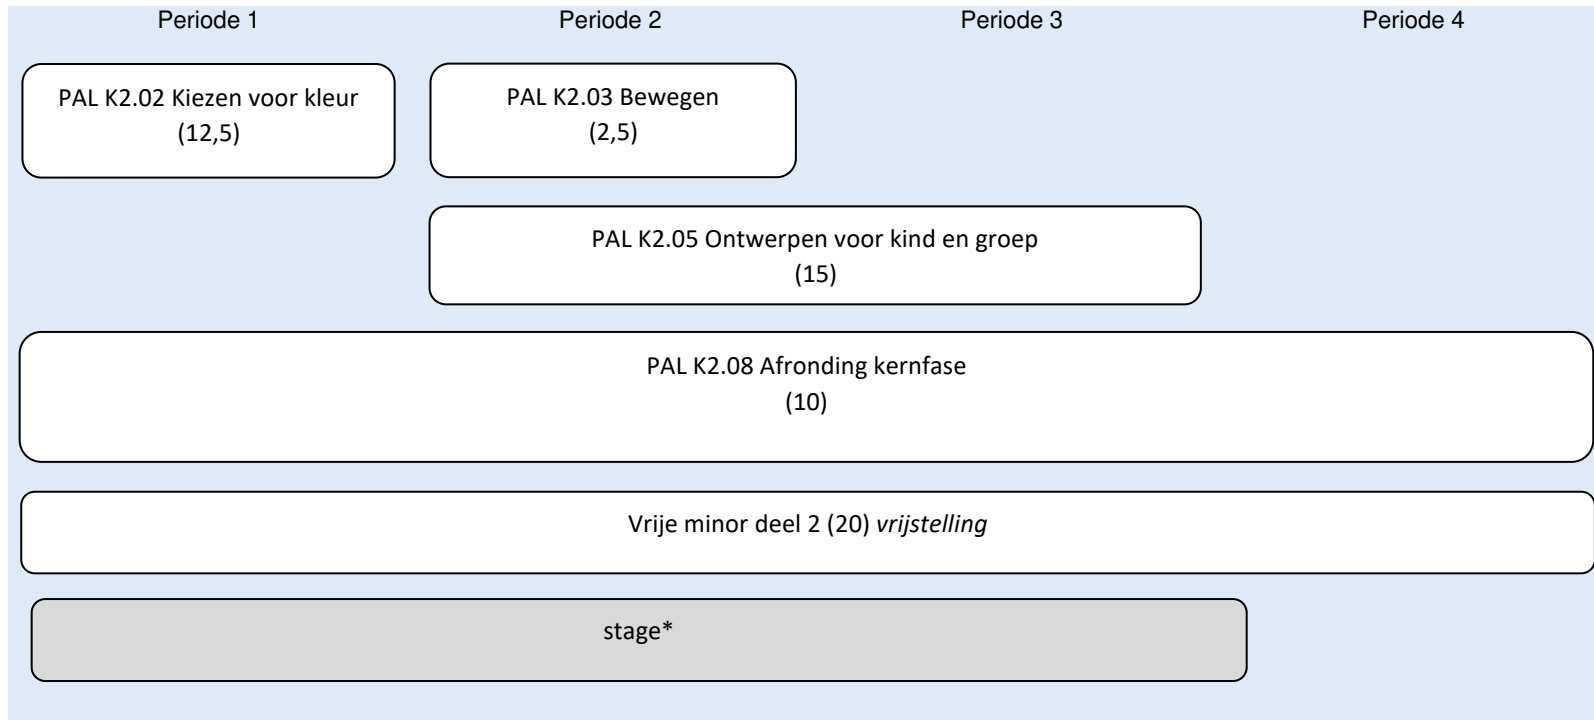 Periode 1 Periode 2 Periode 3 Periode 4
PAL K2.02 Kiezen voor kleur
(12,5)
PAL K2.03 Bewegen
(2,5)
PAL K2.05 Ontwerpen voor kind en groep
(15)
PAL K2.08 Afronding kernfase
(10)
Vrije minor deel 2 (20) vrijstelling
stage*